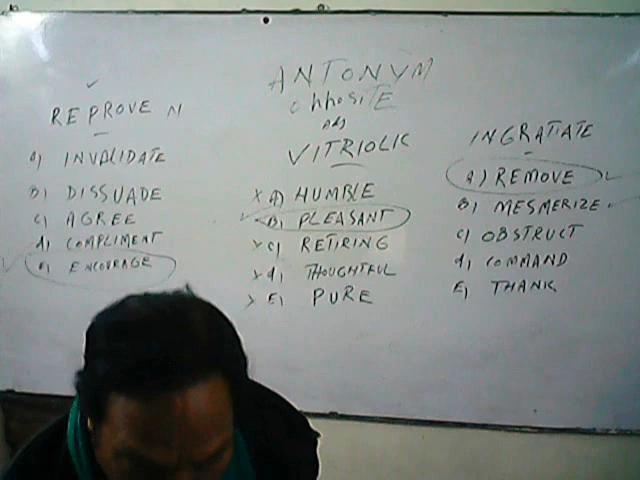 ANTONYM
OhhosiTE
Adj
REPROVE N
A) INVALIDATE
B) DISSUADE
C) AGREE
d) COMPLIMENT
e) ENCOURAGE
VITRIOLIC
X A) HUMBLE
B) PLEASANT
X C) RETIRING
X d) THOUGHTFUL
X E) PURE
INGRATIATE
A) REMOVE
B) MESMERIZE
C) OBSTRUCT
d) COMMAND
E) THANK